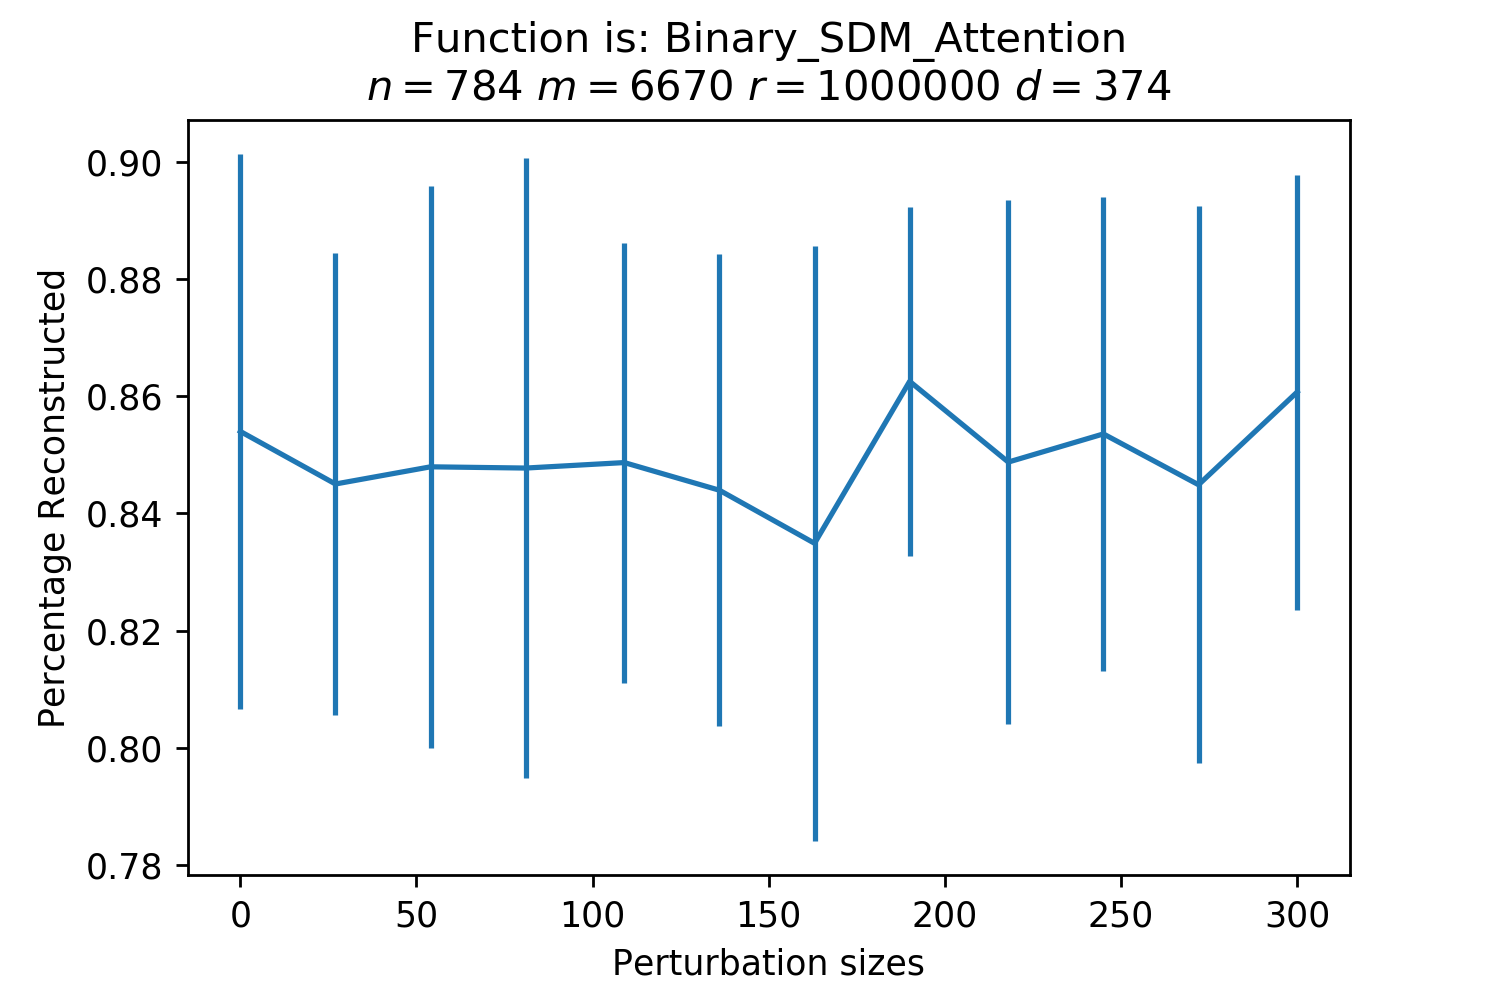 Function is: Binary_SDM_Attention
n = 784 m = 6670 r = 1000000 d = 374
Percentage Reconstructed
0.90
0.88
0.86
0.84
0.82
0.80
0.78
0 50 100 150 200 250 300
Perturbation sizes